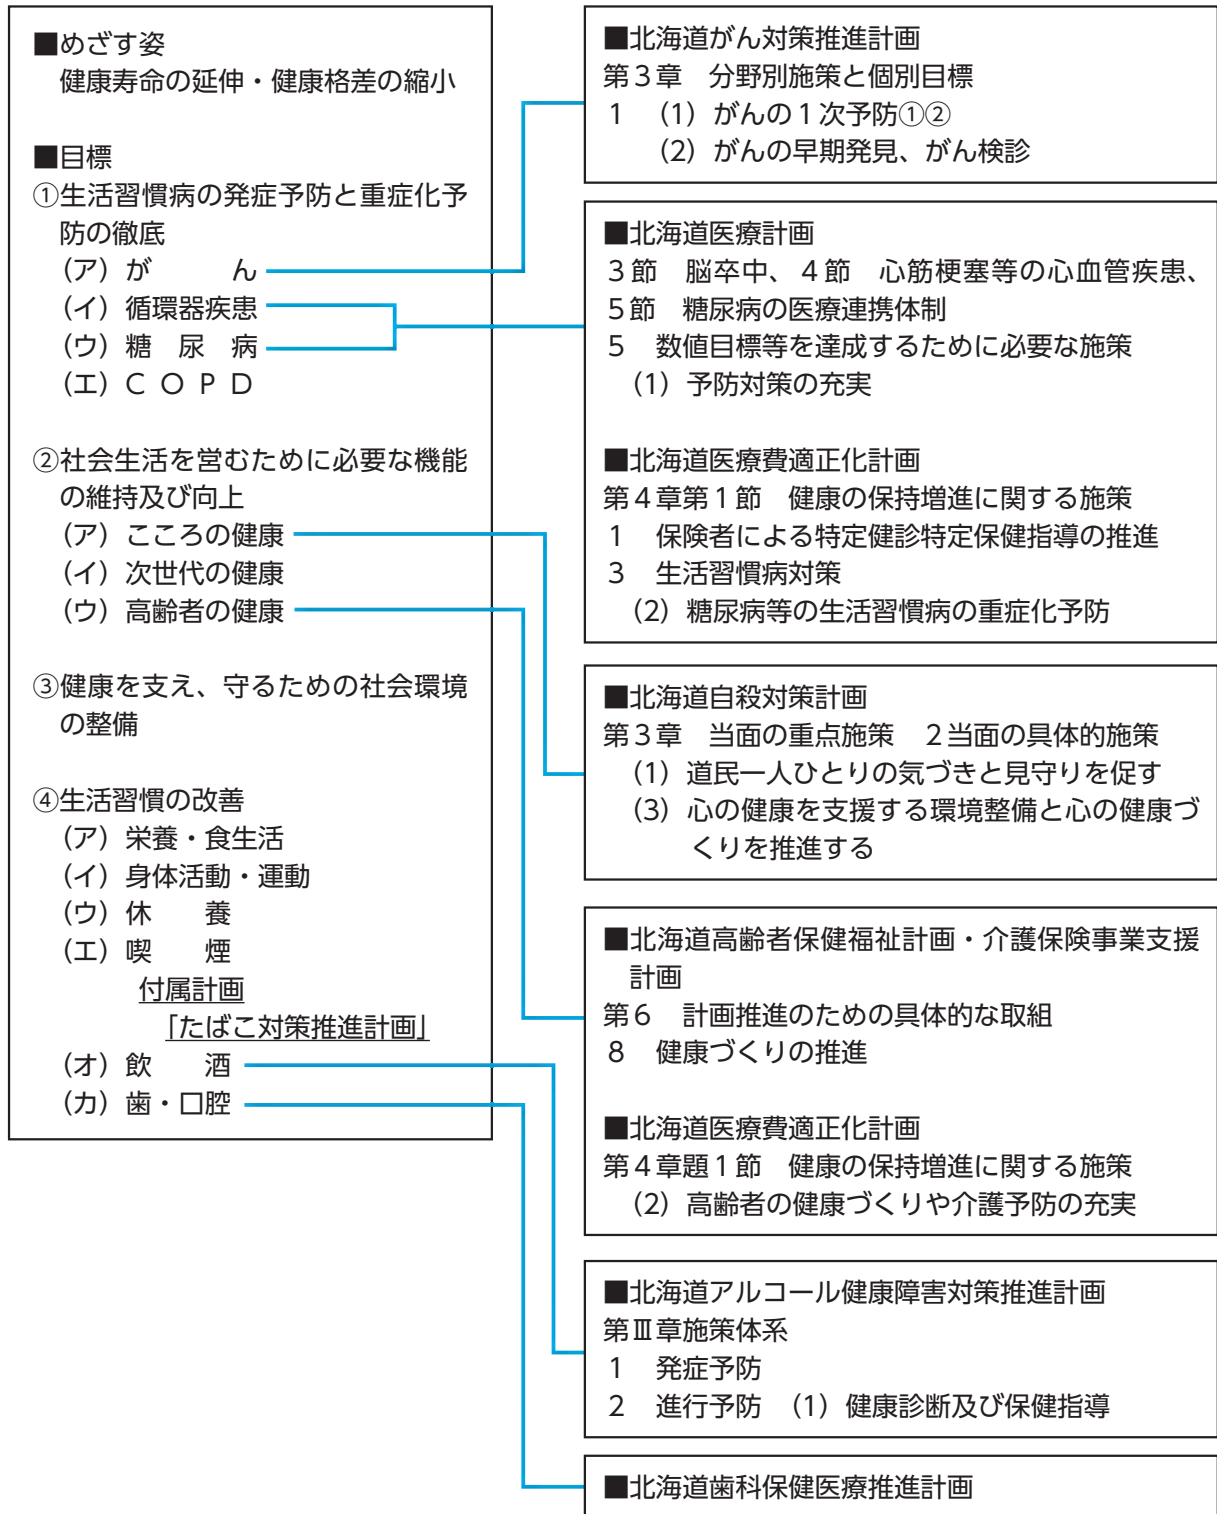 ■めざす姿
健康寿命の延伸・健康格差の縮小
■目標
①生活習慣病の発症予防と重症化予
防の徹底
（ア）が　　　ん
（イ）循環器疾患
（ウ）糖　尿　病
（エ）ＣＯＰＤ
②社会生活を営むために必要な機能
の維持及び向上
（ア）こころの健康
（イ）次世代の健康
（ウ）高齢者の健康
③健康を支え、守るための社会環境
の整備
④生活習慣の改善
（ア）栄養・食生活
（イ）身体活動・運動
（ウ）休　　養
（エ）喫　　煙
付属計画
「たばこ対策推進計画」
（オ）飲　　酒
（カ）歯・口腔
■北海道がん対策推進計画
第３章　分野別施策と個別目標
１　（1）がんの１次予防①②
（2）がんの早期発見、がん検診
■北海道医療計画
３節　脳卒中、４節　心筋梗塞等の心血管疾患、
５節　糖尿病の医療連携体制
５　数値目標等を達成するために必要な施策
（1）予防対策の充実
■北海道医療費適正化計画
第４章第１節　健康の保持増進に関する施策
１　保険者による特定健診特定保健指導の推進
３　生活習慣病対策
（2）糖尿病等の生活習慣病の重症化予防
■北海道自殺対策計画
第３章　当面の重点施策　２当面の具体的施策
（1）道民一人ひとりの気づきと見守りを促す
（3）心の健康を支援する環境整備と心の健康づ
くりを推進する
■北海道高齢者保健福祉計画・介護保険事業支援
計画
第６　計画推進のための具体的な取組
８　健康づくりの推進
■北海道医療費適正化計画
第４章題１節　健康の保持増進に関する施策
（2）高齢者の健康づくりや介護予防の充実
■北海道アルコール健康障害対策推進計画
第Ⅲ章施策体系
１　発症予防
２　進行予防　（1）健康診断及び保健指導
■北海道歯科保健医療推進計画